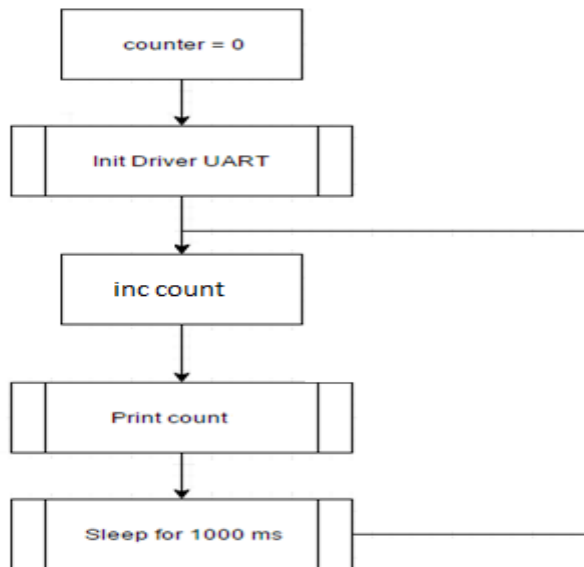 counter = 0
Init Driver UART
inc count
Print count
Sleep for 1000 ms